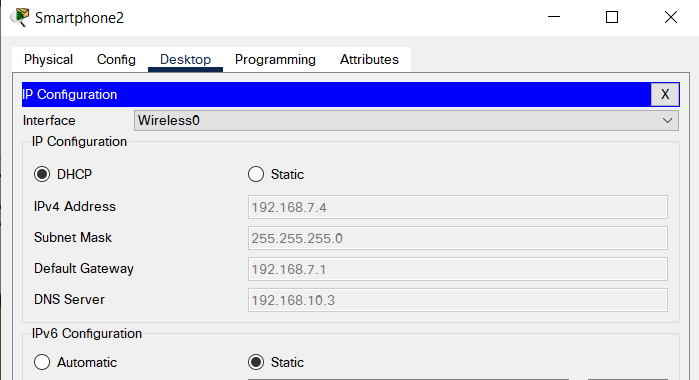 Smartphone2
Physical Config Desktop Programming Attributes
IP Configuration X
Interface Wireless0
IP Configuration
DHCP Static
IPv4 Address 192.168.7.4
Subnet Mask 255.255.255.0
Default Gateway 192.168.7.1
DNS Server 192.168.10.3
IPv6 Configuration
Automatic Static